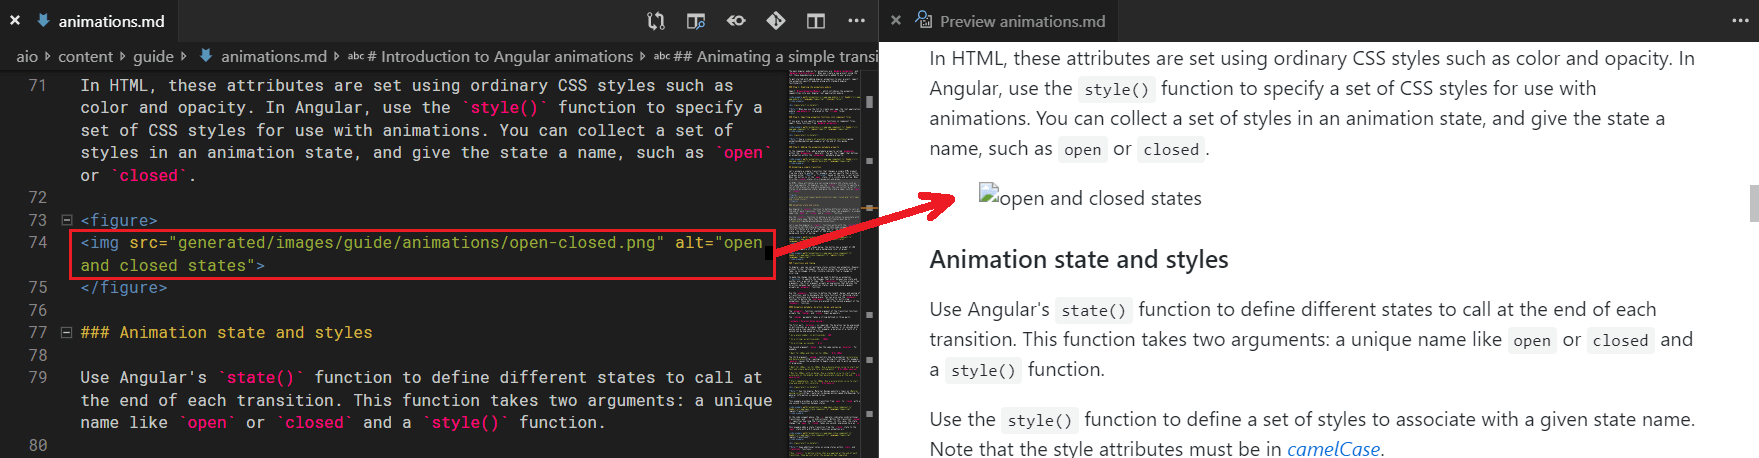 animations.md
aio > content > guide > animations.md > abc # Introduction to Angular animations > abc ## Animating a simple transi
71 In HTML, these attributes are set using ordinary CSS styles such as
color and opacity. In Angular, use the `style()` function to specify a
set of CSS styles for use with animations. You can collect a set of
styles in an animation state, and give the state a name, such as `open`
or `closed`.
72
73 <figure>
74 <img src="generated/images/guide/animations/open-closed.png" alt="open
and closed states">
75 </figure>
76
77 ### Animation state and styles
78
79 Use Angular's `state()` function to define different states to call at
the end of each transition. This function takes two arguments: a unique
name like `open` or `closed` and a `style()` function.
80
Preview animations.md
In HTML, these attributes are set using ordinary CSS styles such as color and opacity. In
Angular, use the style() function to specify a set of CSS styles for use with
animations. You can collect a set of styles in an animation state, and give the state a
name, such as open or closed.
open and closed states
Animation state and styles
Use Angular's state() function to define different states to call at the end of each
transition. This function takes two arguments: a unique name like open or closed and
a style() function.
Use the style() function to define a set of styles to associate with a given state name.
Note that the style attributes must be in camelCase.